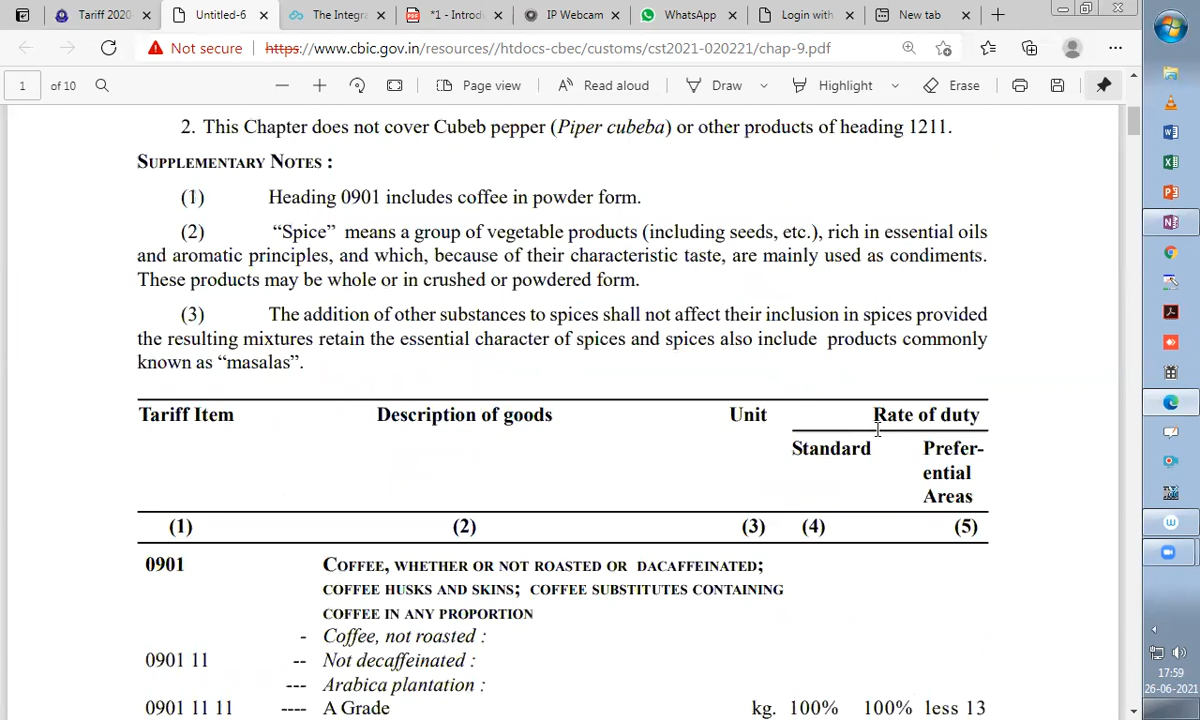 Tariff 2020
Untitled-6
The Integra
*1 - Introdu
IP Webcam
WhatsApp
Login with
New tab
Not secure
https://www.cbic.gov.in/resources//htdocs-cbec/customs/cst2021-020221/chap-9.pdf
1 of 10
Page view
Read aloud
Draw
Highlight
Erase
2. This Chapter does not cover Cubeb pepper (Piper cubeba) or other products of heading 1211.
SUPPLEMENTARY NOTES :
(1) Heading 0901 includes coffee in powder form.
(2) “Spice” means a group of vegetable products (including seeds, etc.), rich in essential oils
and aromatic principles, and which, because of their characteristic taste, are mainly used as condiments.
These products may be whole or in crushed or powdered form.
(3) The addition of other substances to spices shall not affect their inclusion in spices provided
the resulting mixtures retain the essential character of spices and spices also include products commonly
known as “masalas”.
Tariff Item Description of goods Unit Rate of duty
Standard Prefer-
ential
Areas
(1) (2) (3) (4) (5)
0901 COFFEE, WHETHER OR NOT ROASTED OR DACAFFEINATED;
COFFEE HUSKS AND SKINS; COFFEE SUBSTITUTES CONTAINING
COFFEE IN ANY PROPORTION
- Coffee, not roasted :
0901 11 -- Not decaffeinated :
--- Arabica plantation :
0901 11 11 ---- A Grade kg. 100% 100% less 13
17:59
26-06-2021